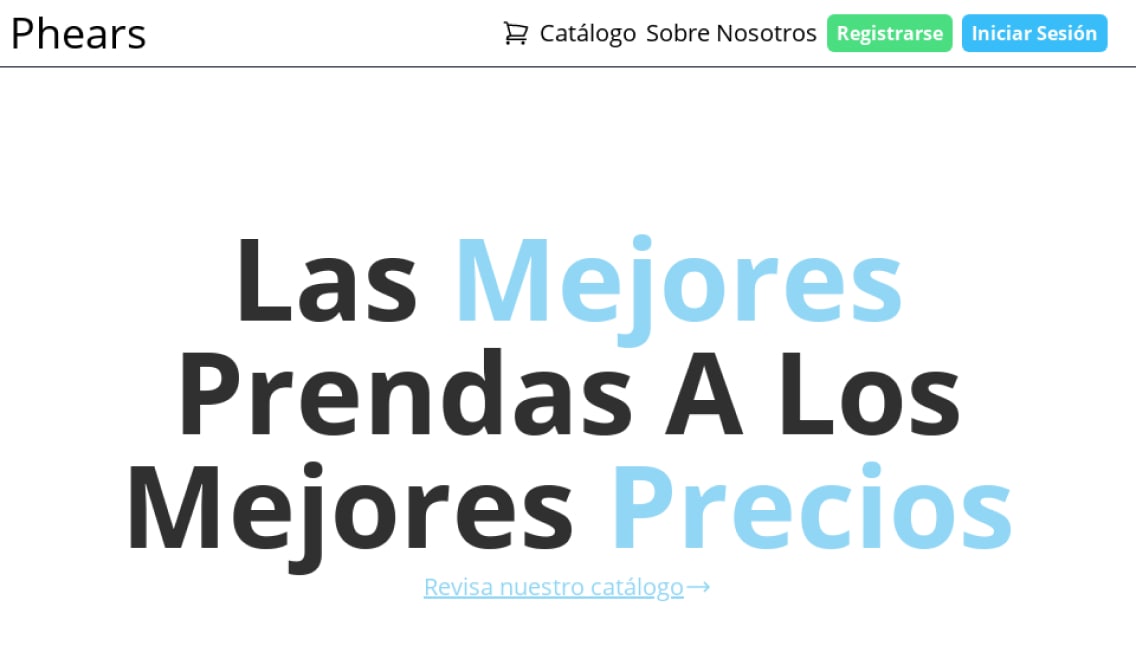 Phears
Catálogo Sobre Nosotros Registrarse Iniciar Sesión
Las Mejores
Prendas A Los
Mejores Precios
Revisa nuestro catálogo